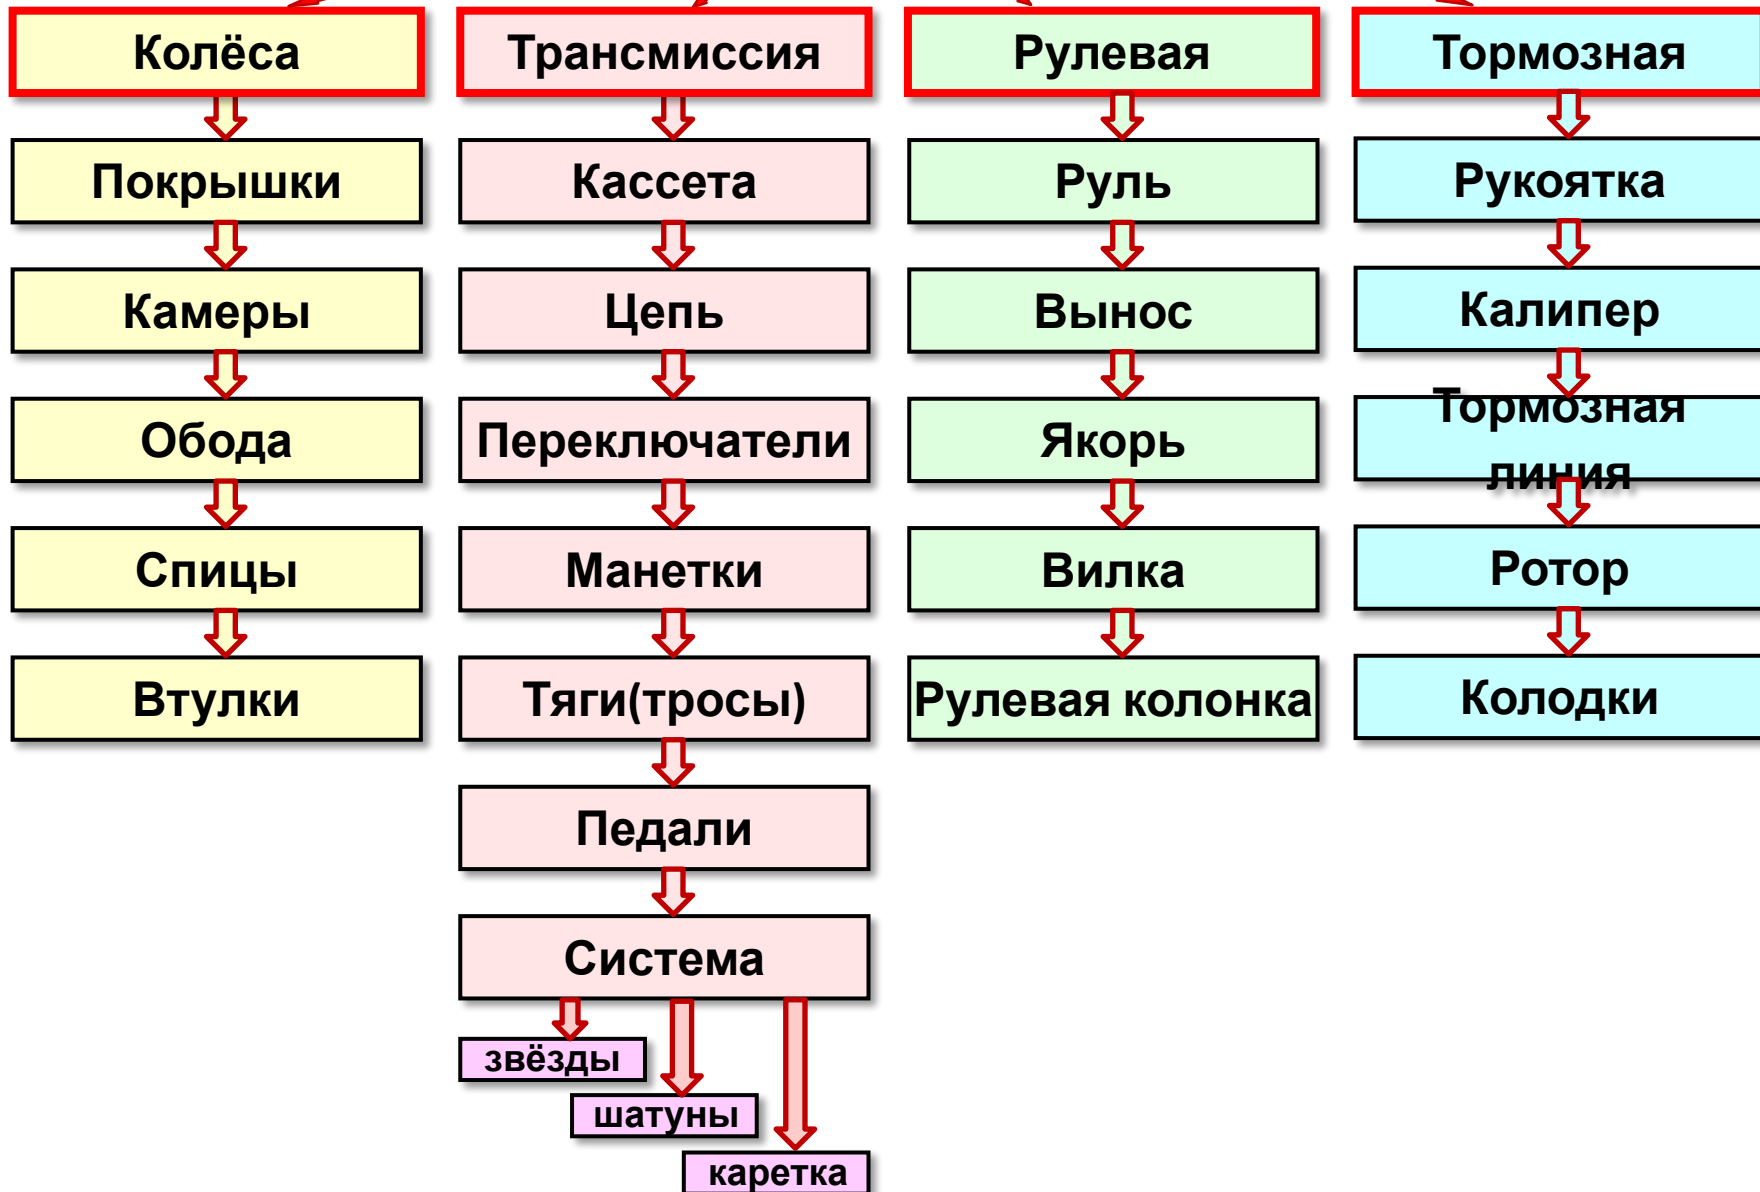 Колёса
Трансмиссия
Рулевая
Тормозная
Покрышки
Кассета
Руль
Рукоятка
Камеры
Цепь
Вынос
Калипер
Обода
Переключатели
Якорь
Тормозная
линия
Спицы
Манетки
Вилка
Ротор
Втулки
Тяги(тросы)
Рулевая колонка
Колодки
Педали
Система
звёзды
шатуны
каретка